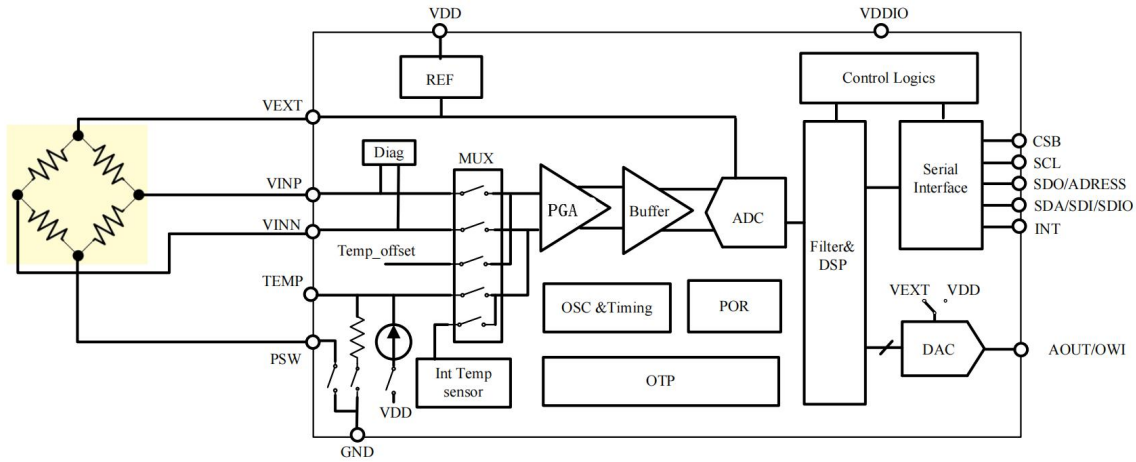 VDD
VDDIO
REF
Control Logics
VEXT
Diag
MUX
CSB
SCL
SDO/ADRESS
SDA/SDI/SDIO
INT
Serial
Interface
VINP
PGA
Buffer
ADC
VINN
Temp_offset
Filter&
DSP
TEMP
OSC &Timing
POR
VEXT
VDD
PSW
Int Temp
sensor
OTP
DAC
AOUT/OWI
VDD
GND